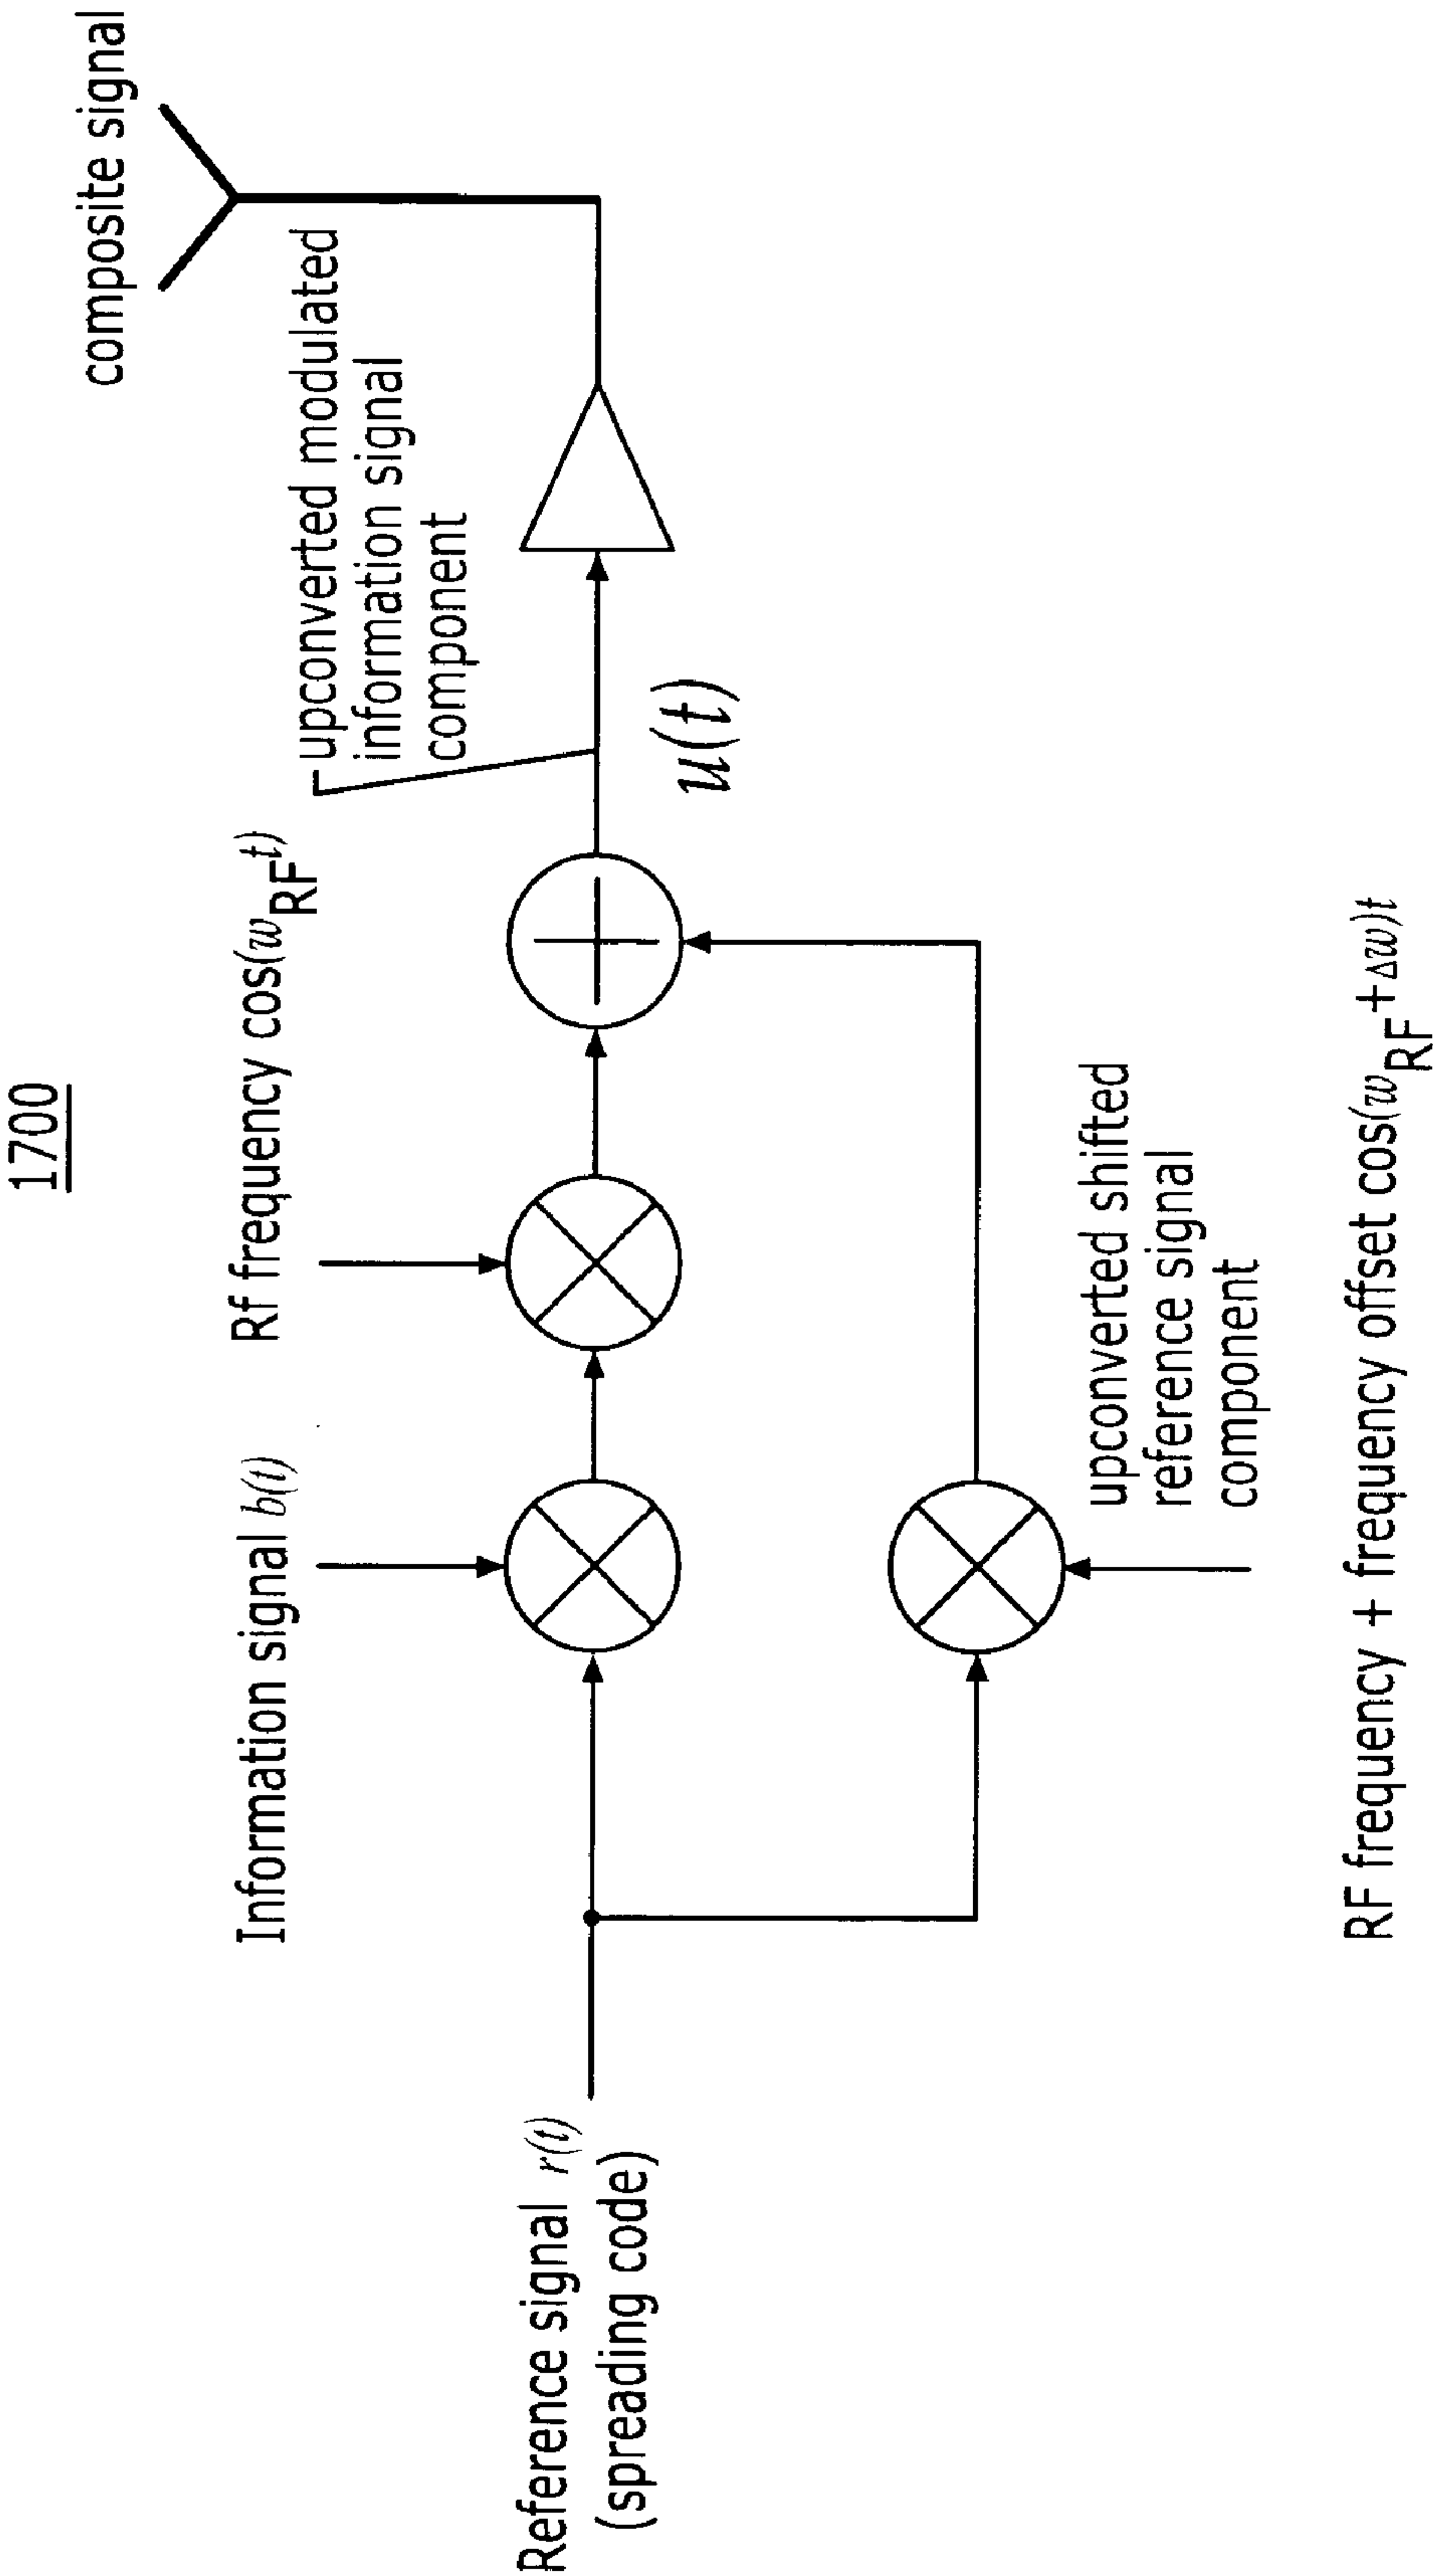 1700
composite signal
Rf frequency cos(wRFt)
upconverted modulated
information signal
component
Information signal b(t)
u(t)
Reference signal r(t)
(spreading code)
upconverted shifted
reference signal
component
RF frequency + frequency offset cos(wRF+Δw)t